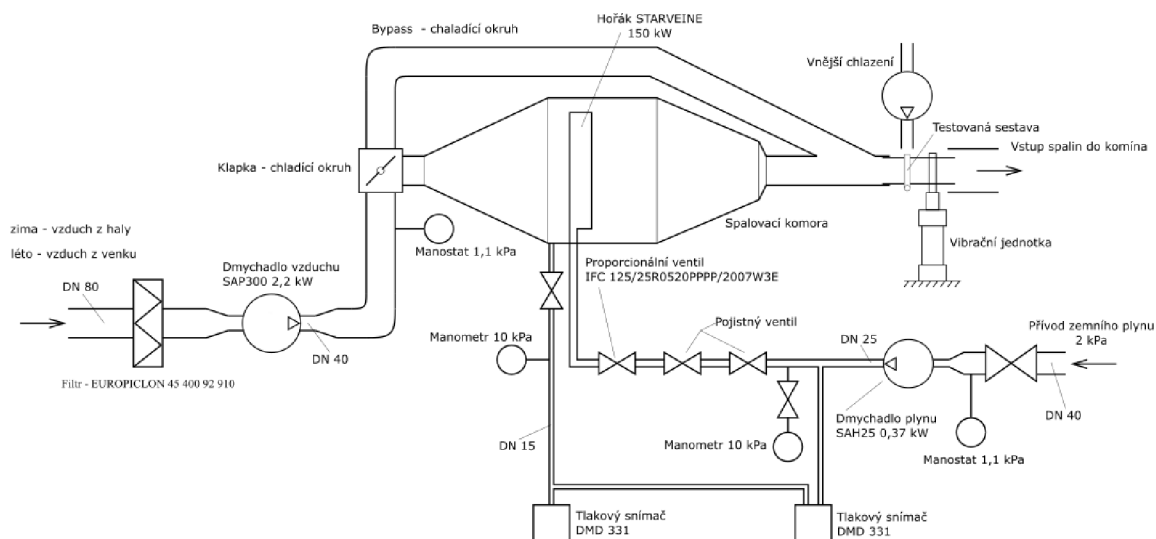 Hořák STARVEINE
150 kW
Bypass - chaladící okruh
Vnější chlazení
Testovaná sestava
Vstup spalin do komína
Klapka - chladící okruh
Spalovací komora
zima - vzduch z haly
léto - vzduch z venku
Manostat 1,1 kPa
Vibrační jednotka
Dmychadlo vzduchu
SAP300 2,2 kW
Proporcionální ventil
IFC 125/25R0520PPPP/2007W3E
DN 80
DN 40
Manometr 10 kPa
Pojistný ventil
DN 25
Přívod zemního plynu
2 kPa
Filtr - EUROPICLON 45 400 92 910
DN 40
Dmychadlo plynu
SAH25 0,37 kW
DN 15
Manometr 10 kPa
Manostat 1,1 kPa
Tlakový snímač
DMD 331
Tlakový snímač
DMD 331